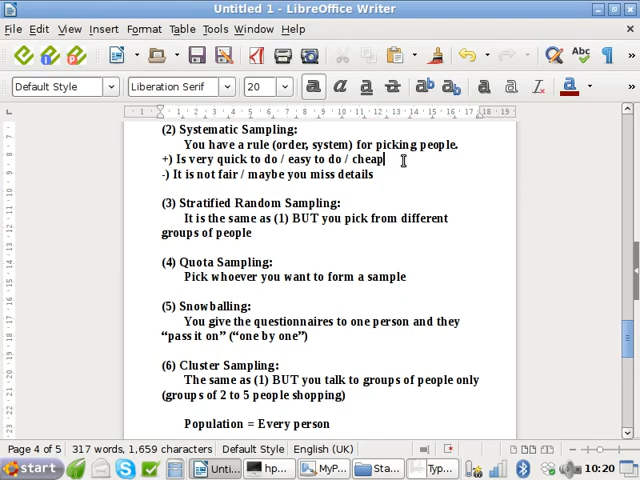 Untitled 1 - LibreOffice Writer
File Edit View Insert Format Table Tools Window Help
Default Style Liberation Serif 20
(2) Systematic Sampling:
You have a rule (order, system) for picking people.
+) Is very quick to do / easy to do / cheap
-) It is not fair / maybe you miss details
(3) Stratified Random Sampling:
It is the same as (1) BUT you pick from different
groups of people
(4) Quota Sampling:
Pick whoever you want to form a sample
(5) Snowballing:
You give the questionnaires to one person and they
“pass it on” (“one by one”)
(6) Cluster Sampling:
The same as (1) BUT you talk to groups of people only
(groups of 2 to 5 people shopping)
Population = Every person
Page 4 of 5 317 words, 1,659 characters Default Style English (UK)
start Unti... hp... MyP... Sta... Typ... 10:20